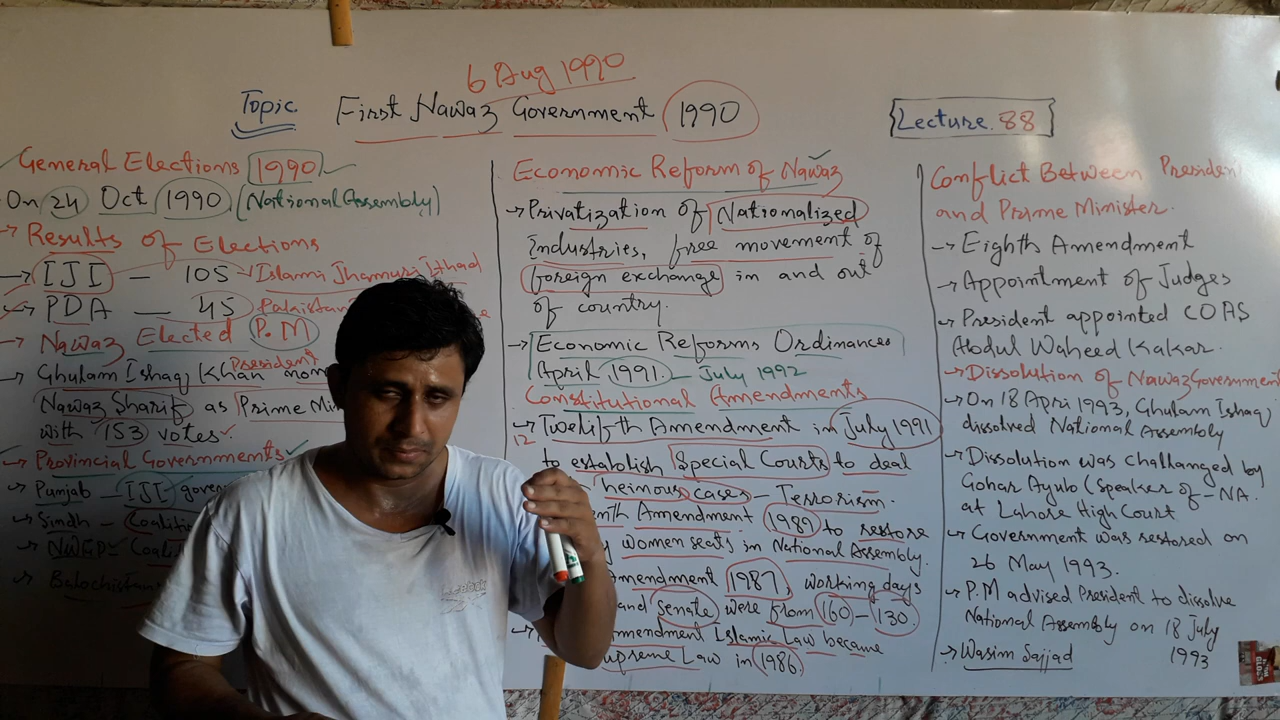 6 Aug 1990
Topic First Nawaz Government 1990
Lecture 88
General Elections 1990
On 24 Oct 1990 (National Assembly)
Results of Elections
IJI — 105 Islami Jhamuri Itihad
PDA — 45
Nawaz Elected P.M
Ghulam Ishaq Khan President
Nawaz Sharif as Prime
with 153 votes
Provincial Governments
Punjab — IJI
Sindh —
NWFP
Economic Reform of Nawaz
Privatization of Nationalized
Industries, free movement of
foreign exchange in and out
of country.
Economic Reforms Ordinances
April 1991 — July 1992
Constitutional Amendments
Twelfth Amendment in July 1991
12
to establish Special Courts to deal
heinous cases — Terrorism.
Amendment 1989 to restore
women seats in National Assembly.
1987, working days
and Senate were from 160 — 130.
Islamic Law became
Law in 1986
Conflict Between
and Prime Minister.
Eighth Amendment
Appointment of Judges
President appointed COAS
Abdul Waheed Kakar.
Dissolution of Nawaz Government
On 18 Apri 1993, Ghulam Ishaq
dissolved National Assembly
Dissolution was challanged by
Gohar Ayub (Speaker of — NA.
at Lahore High Court
Government was restored on
26 May 1993.
P.M advised President to dissolve
National Assembly on 18 July
1993
Wasim Sajjad